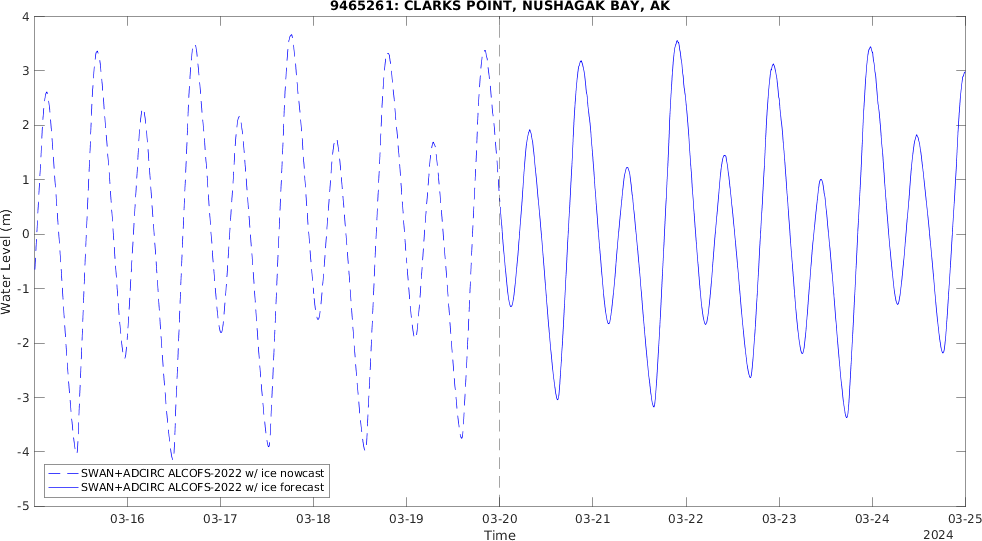 9465261: CLARKS POINT, NUSHAGAK BAY, AK
4
3
2
1
0
-1
-2
-3
-4
-5
Water Level (m)
SWAN+ADCIRC ALCOFS-2022 w/ ice nowcast
SWAN+ADCIRC ALCOFS-2022 w/ ice forecast
03-16 03-17 03-18 03-19 03-20 03-21 03-22 03-23 03-24 03-25
Time
2024